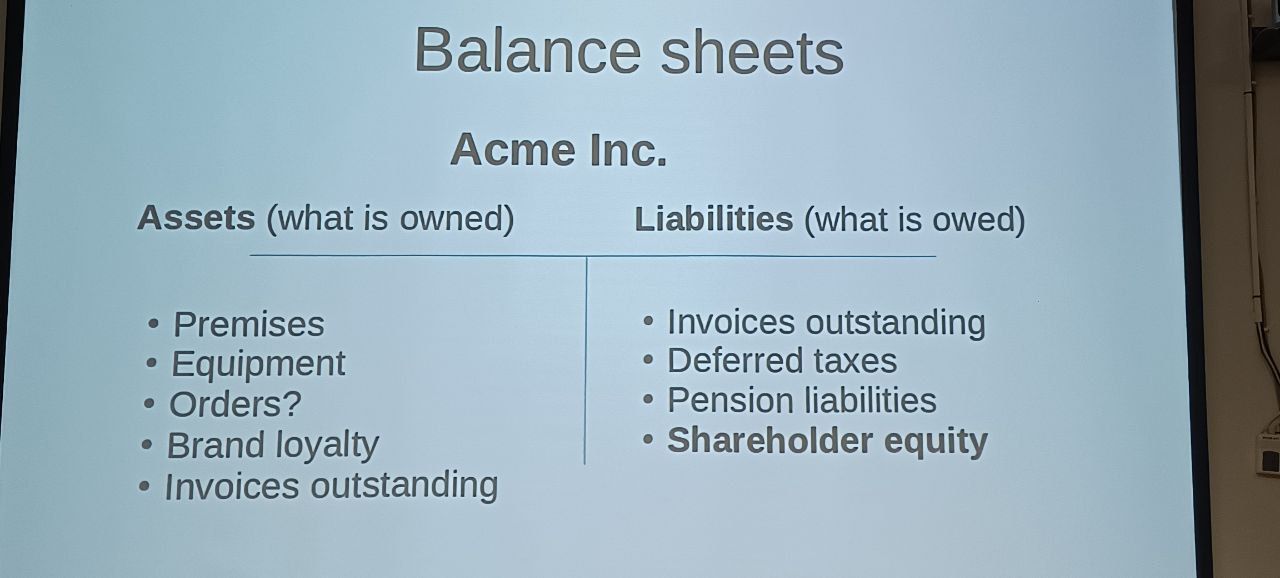 Balance sheets
Acme Inc.
Assets (what is owned)
• Premises
• Equipment
• Orders?
• Brand loyalty
• Invoices outstanding
Liabilities (what is owed)
• Invoices outstanding
• Deferred taxes
• Pension liabilities
• Shareholder equity